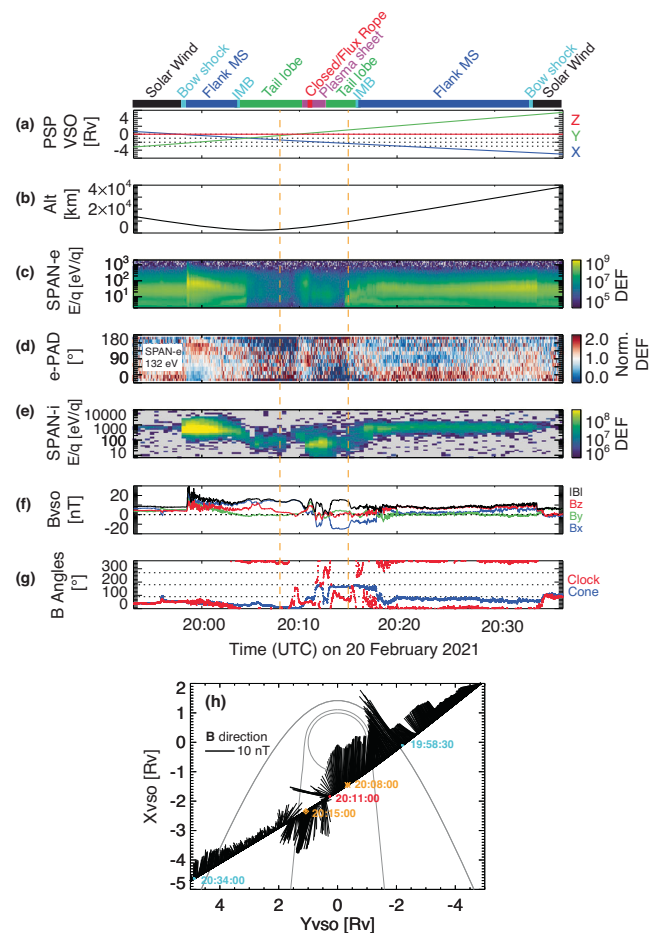 Solar Wind
Bow shock
Flank MS
IMB
Tail lobe
Closed/Flux Rope
Plasma sheet
Tail lobe
IMB
Flank MS
Bow shock
Solar Wind
(a)
PSP
VSO
[Rv]
4
0
-4
Z
Y
X
(b)
Alt
[km]
4×10⁴
2×10⁴
0
(c)
SPAN-e
E/q [eV/q]
10³
10²
10¹
10⁹
10⁷
10⁵
DEF
(d)
e-PAD
[°]
180
90
0
SPAN-e
132 eV
2.0
1.0
0.0
Norm.
DEF
(e)
SPAN-i
E/q [eV/q]
10000
1000
100
10
10⁸
10⁷
10⁶
DEF
(f)
Bvso
[nT]
20
0
-20
|B|
Bz
By
Bx
(g)
B Angles
[°]
300
200
100
0
Clock
Cone
20:00 20:10 20:20 20:30
Time (UTC) on 20 February 2021
(h)
B direction
10 nT
Xvso [Rv]
2
1
0
-1
-2
-3
-4
-5
19:58:30
20:08:00
20:11:00
20:15:00
20:34:00
4 2 0 -2 -4
Yvso [Rv]